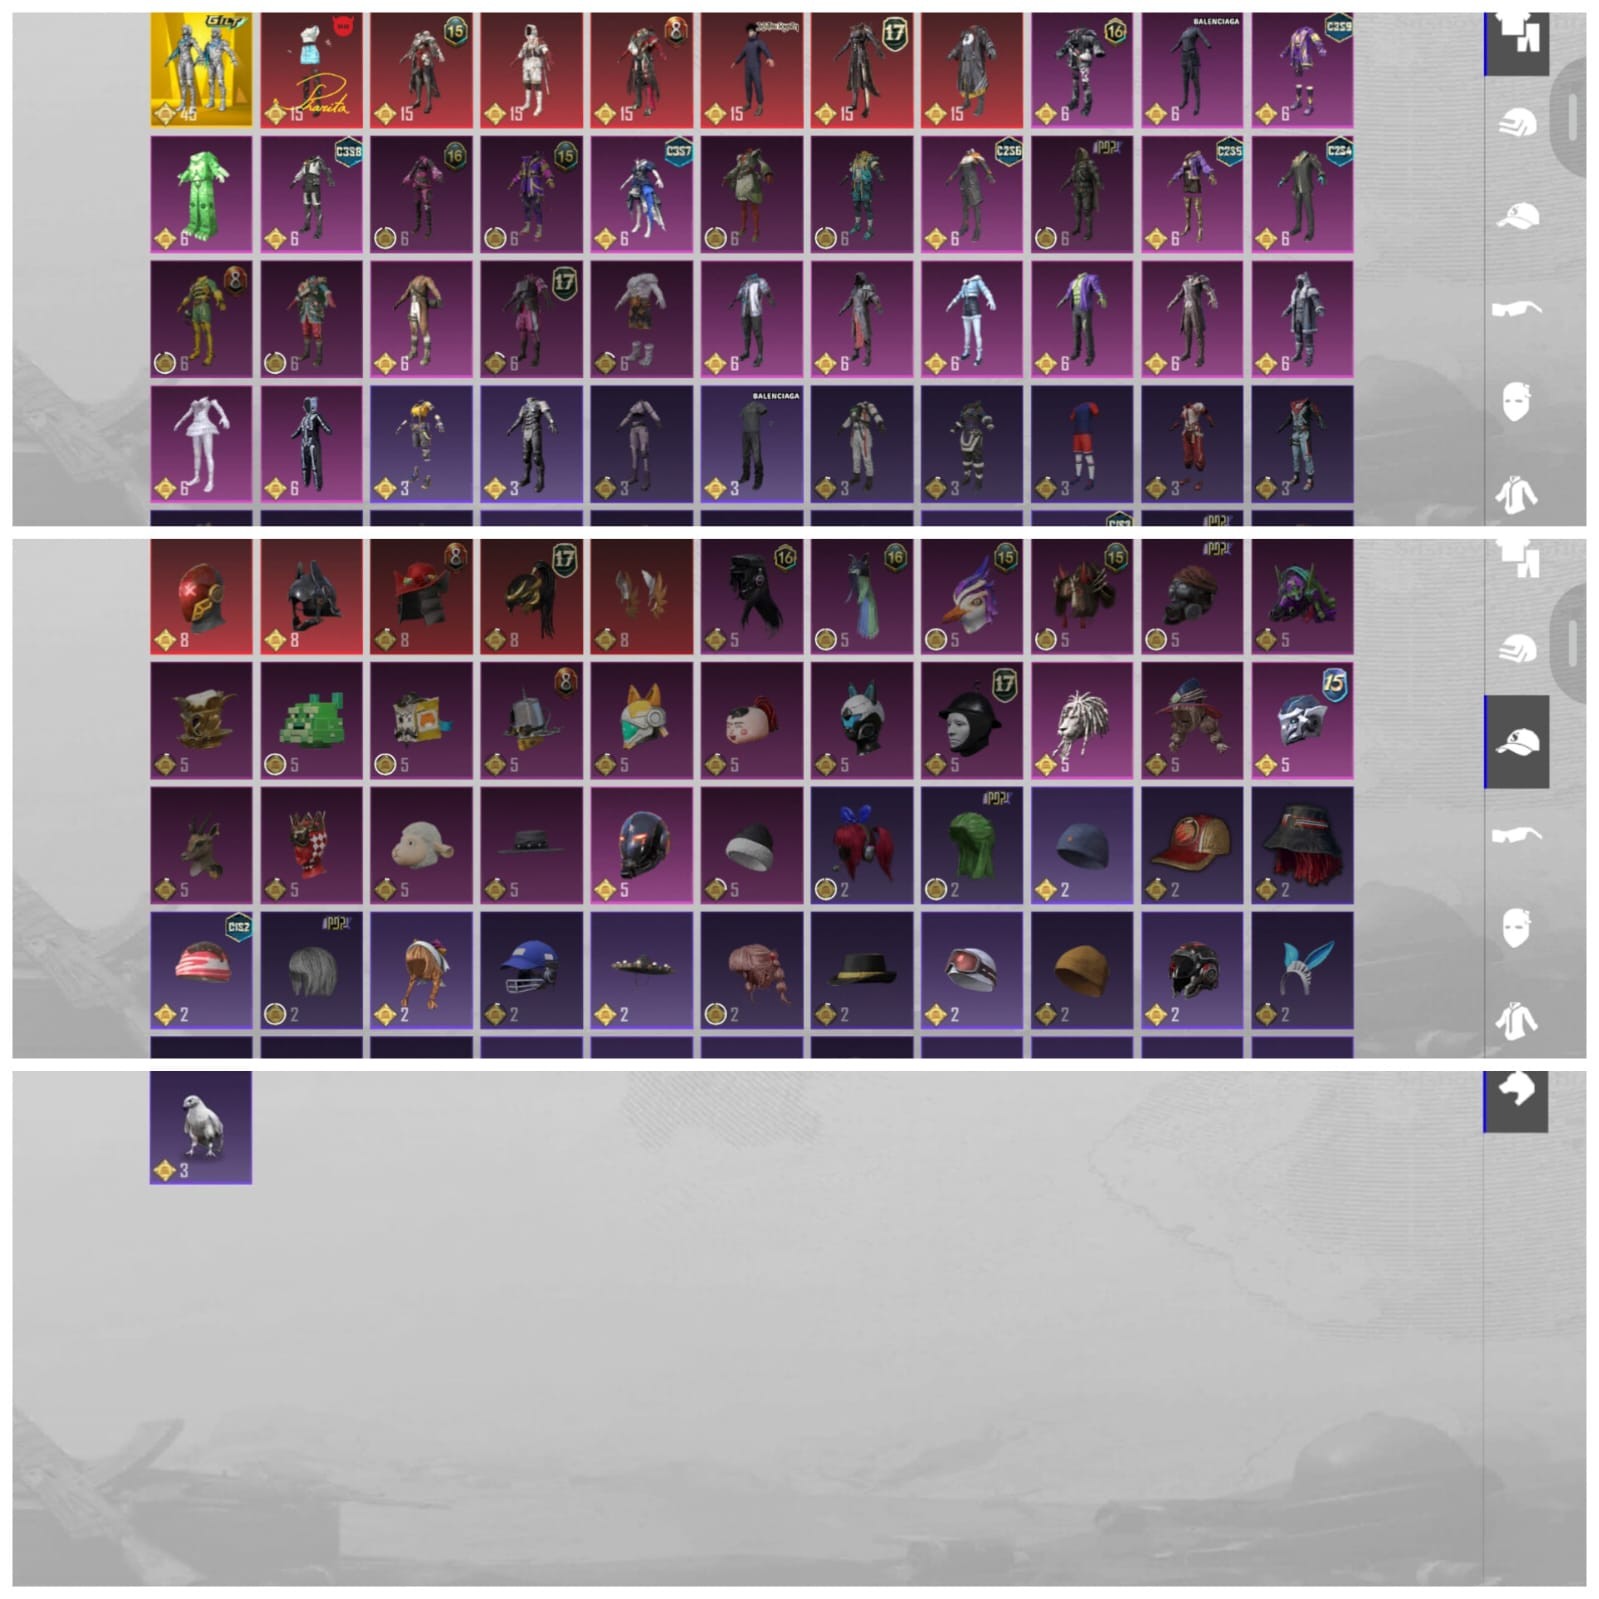 GILT 15 8 17 16 BALENCIAGA C3S9
45 15 Pharita 15 15 15 15 15 15 6 6 6
C3S8 16 15 C3S7 C2S6 C2S5 C2S4
6 6 6 6 6 6 6 6 6 6 6
8 17
6 6 6 6 6 6 6 6 6 6 6
BALENCIAGA
6 6 3 3 3 3 3 3 3 3 3
8 17 16 16 15 15
8 8 8 8 8 5 5 5 5 5 5
8 17 15
5 5 5 5 5 5 5 5 5 5 5
5 5 5 5 5 5 2 2 2 2 2
C1S2
2 2 2 2 2 2 2 2 2 2 2
3